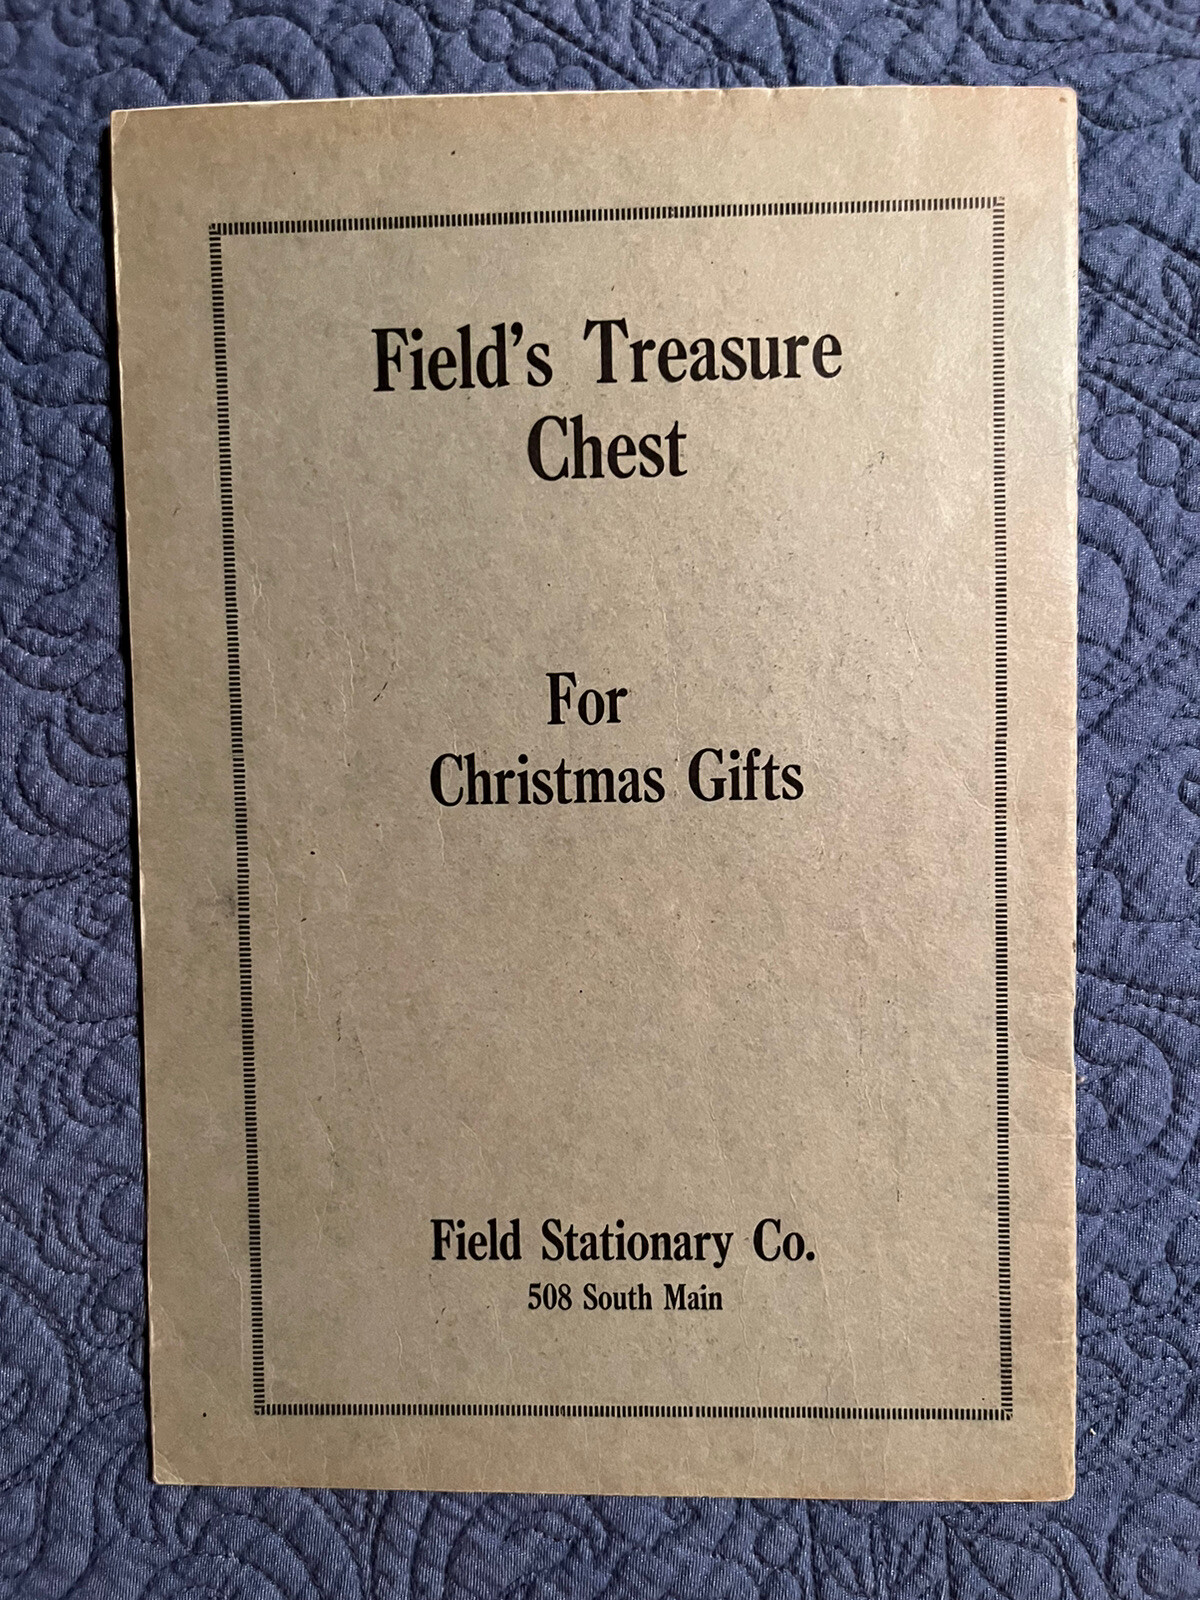 Field's Treasure
Chest
For
Christmas Gifts
Field Stationary Co.
508 South Main